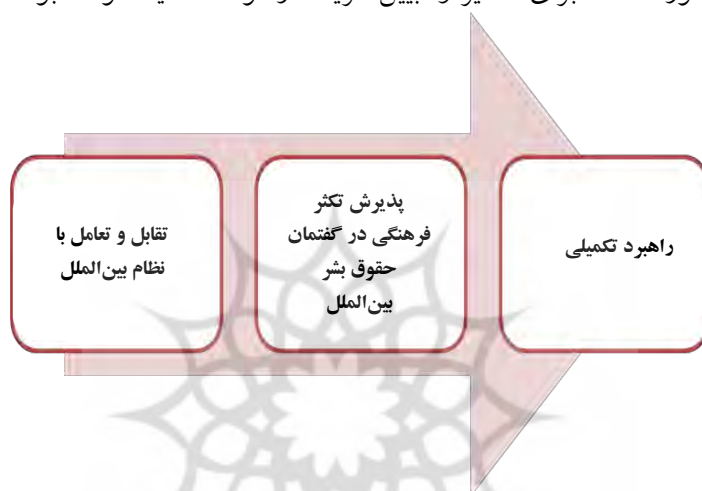 تقابل و تعامل با
نظام بین‌الملل
پذیرش تکثر
فرهنگی در گفتمان
حقوق بشر
بین‌الملل
راهبرد تکمیلی